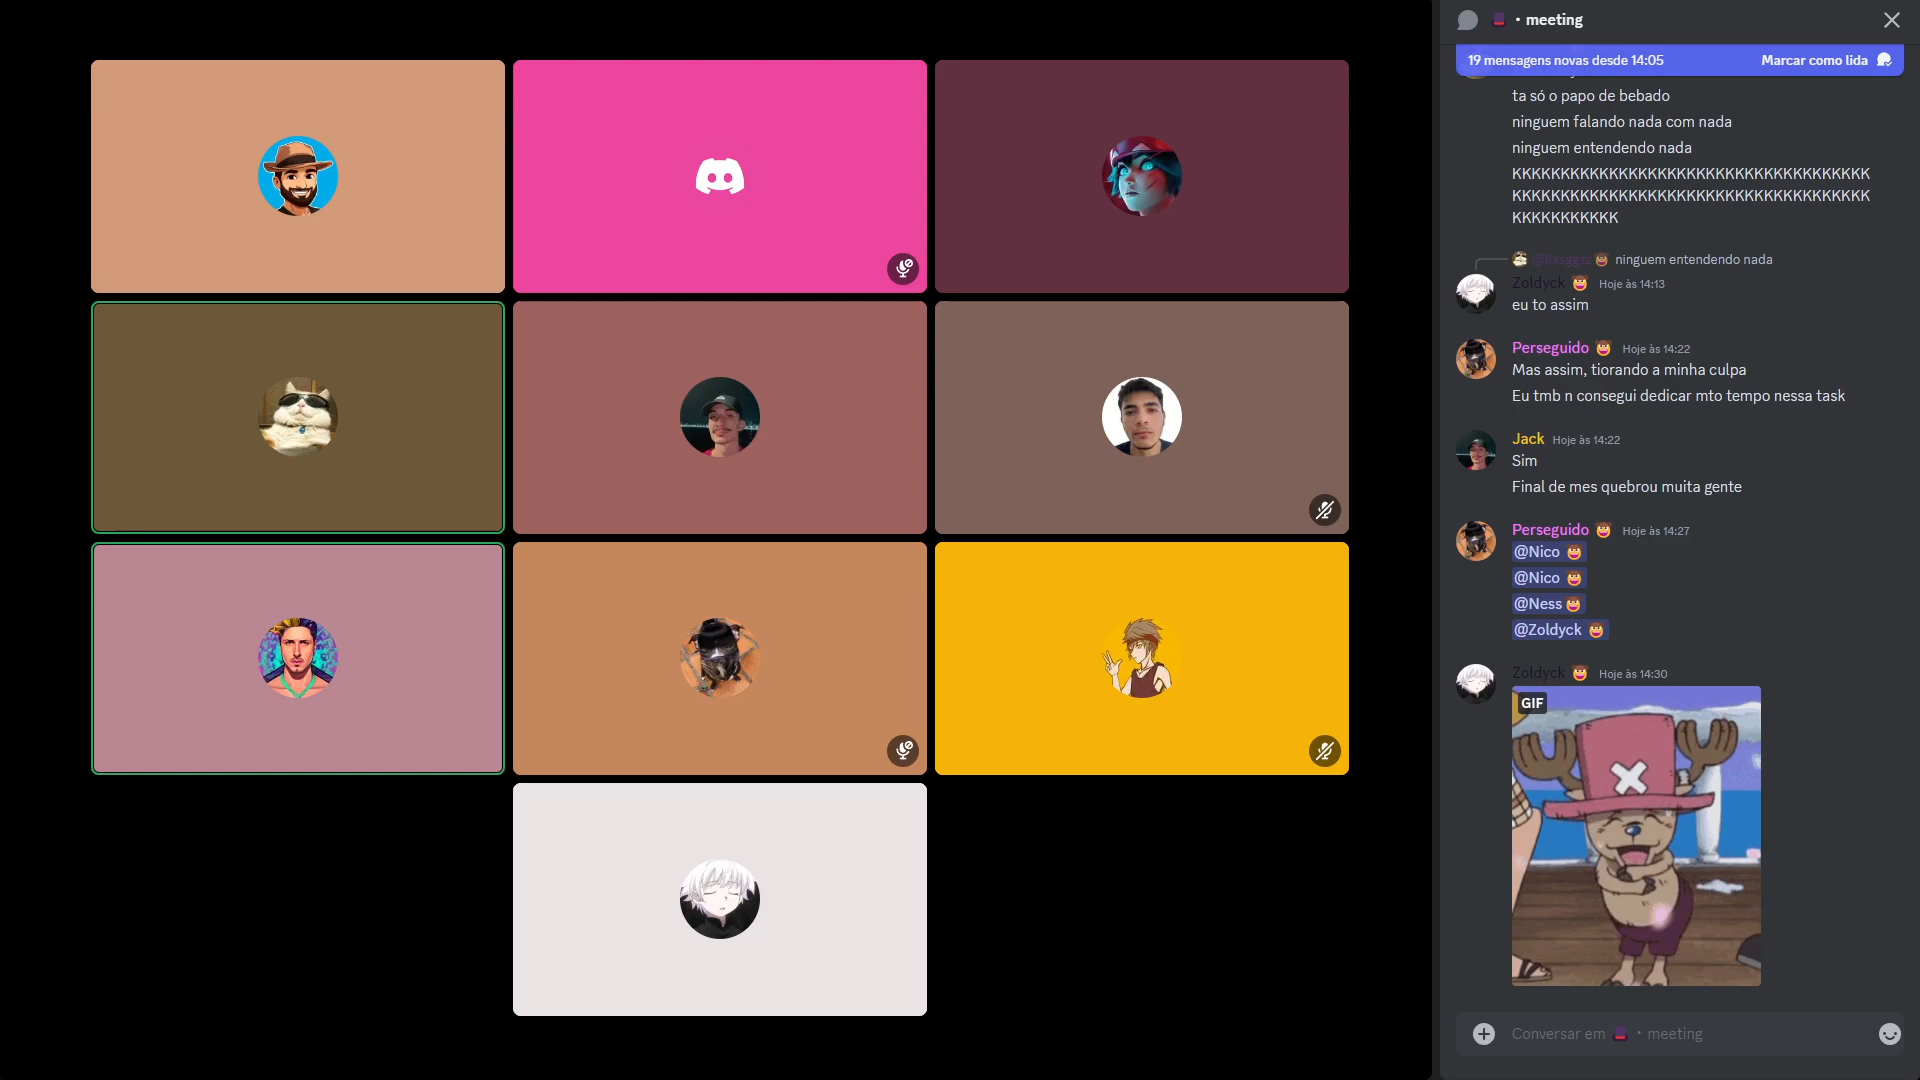 • meeting
19 mensagens novas desde 14:05 Marcar como lida
ta só o papo de bebado
ninguem falando nada com nada
ninguem entendendo nada
KKKKKKKKKKKKKKKKKKKKKKKKKKKKKKKKKKKKK
KKKKKKKKKKKKKKKKKKKKKKKKKKKKKKKKKKKKK
KKKKKKKKKKK
ninguem entendendo nada
Zoldyck Hoje às 14:13
eu to assim
Perseguido Hoje às 14:22
Mas assim, tiorando a minha culpa
Eu tmb n consegui dedicar mto tempo nessa task
Jack Hoje às 14:22
Sim
Final de mes quebrou muita gente
Perseguido Hoje às 14:27
@Nico
@Nico
@Ness
@Zoldyck
Zoldyck Hoje às 14:30
GIF
Conversar em • meeting